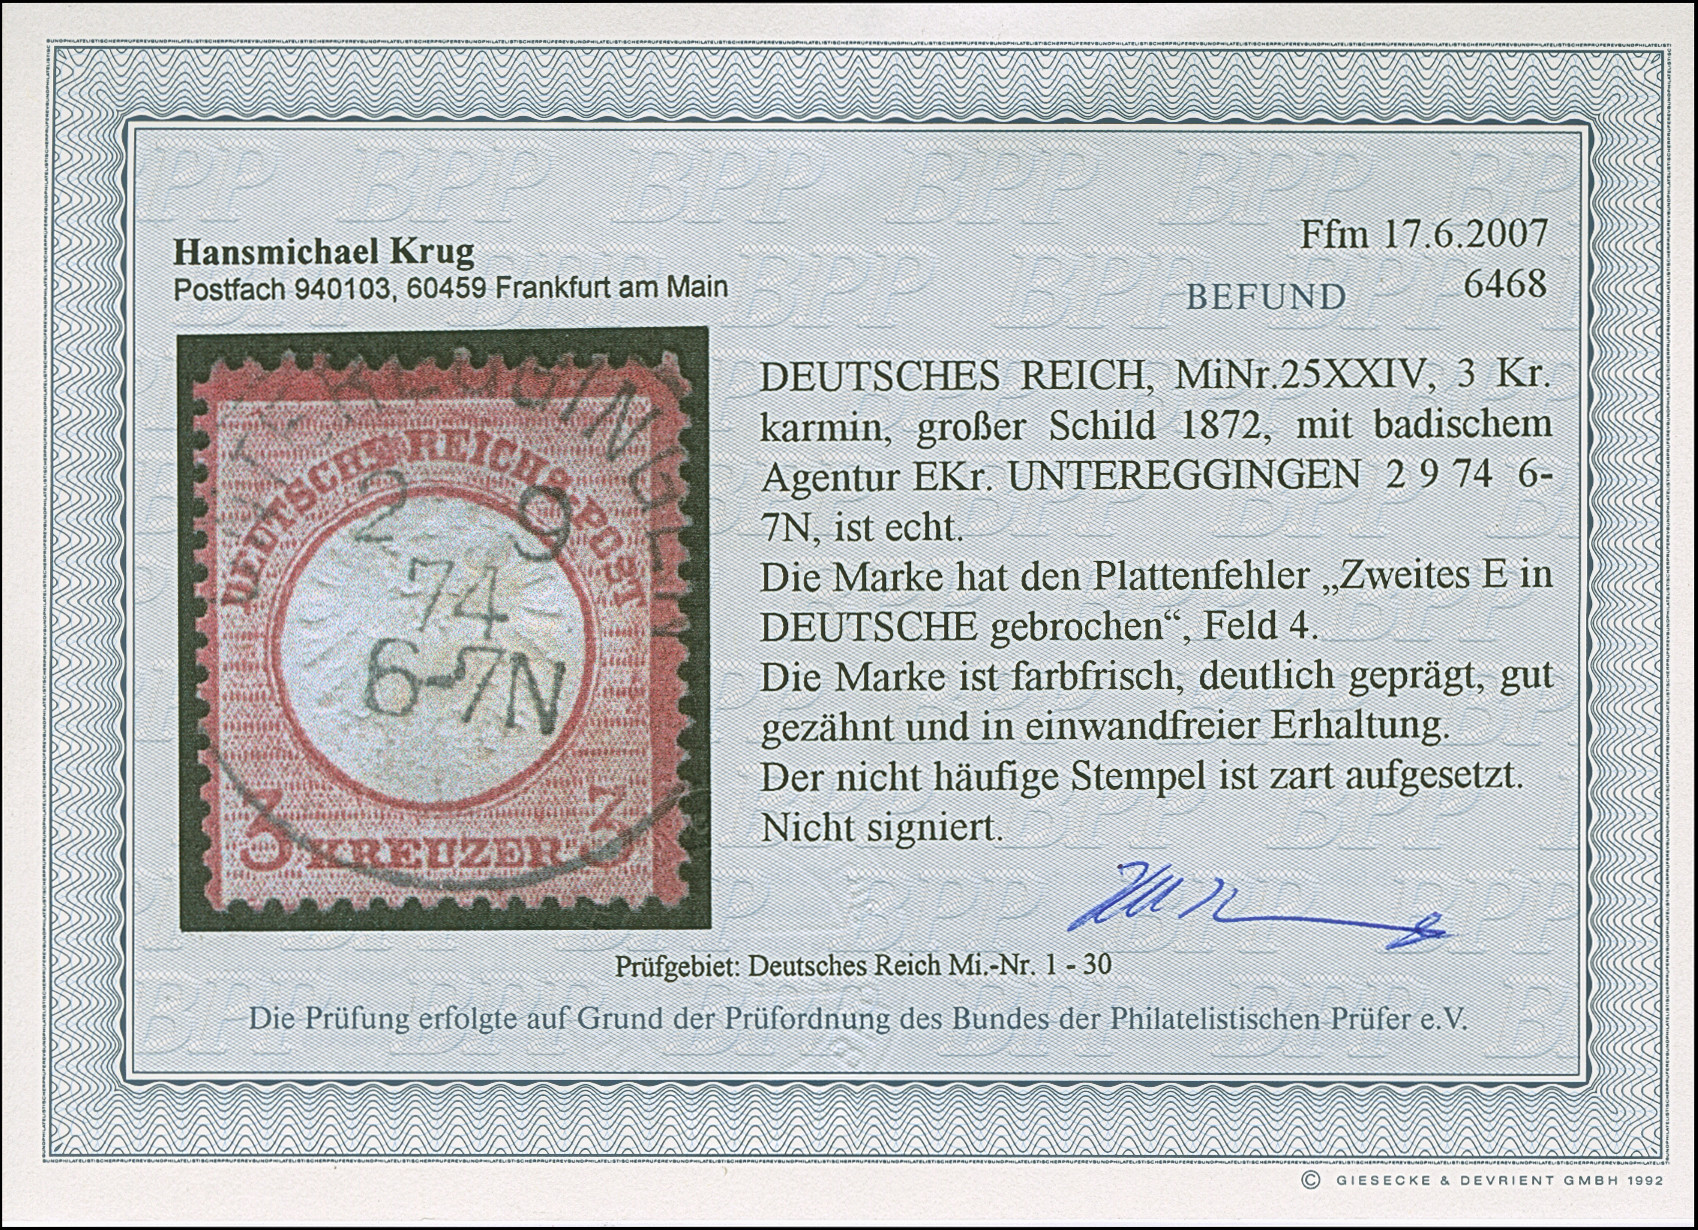 Hansmichael Krug
Postfach 940103, 60459 Frankfurt am Main
Ffm 17.6.2007
BEFUND 6468
DEUTSCHES REICH, MiNr.25XXIV, 3 Kr.
karmin, großer Schild 1872, mit badischem
Agentur EKr. UNTEREGGINGEN 2 9 74 6-
7N, ist echt.
Die Marke hat den Plattenfehler „Zweites E in
DEUTSCHE gebrochen“, Feld 4.
Die Marke ist farbfrisch, deutlich geprägt, gut
gezähnt und in einwandfreier Erhaltung.
Der nicht häufige Stempel ist zart aufgesetzt.
Nicht signiert.
DEUTSCHE REICHS-POST
2 9
74
6-7N
3 KREUZER 3
Prüfgebiet: Deutsches Reich Mi.-Nr. 1 - 30
Die Prüfung erfolgte auf Grund der Prüfordnung des Bundes der Philatelistischen Prüfer e.V.
© GIESECKE & DEVRIENT GMBH 1992